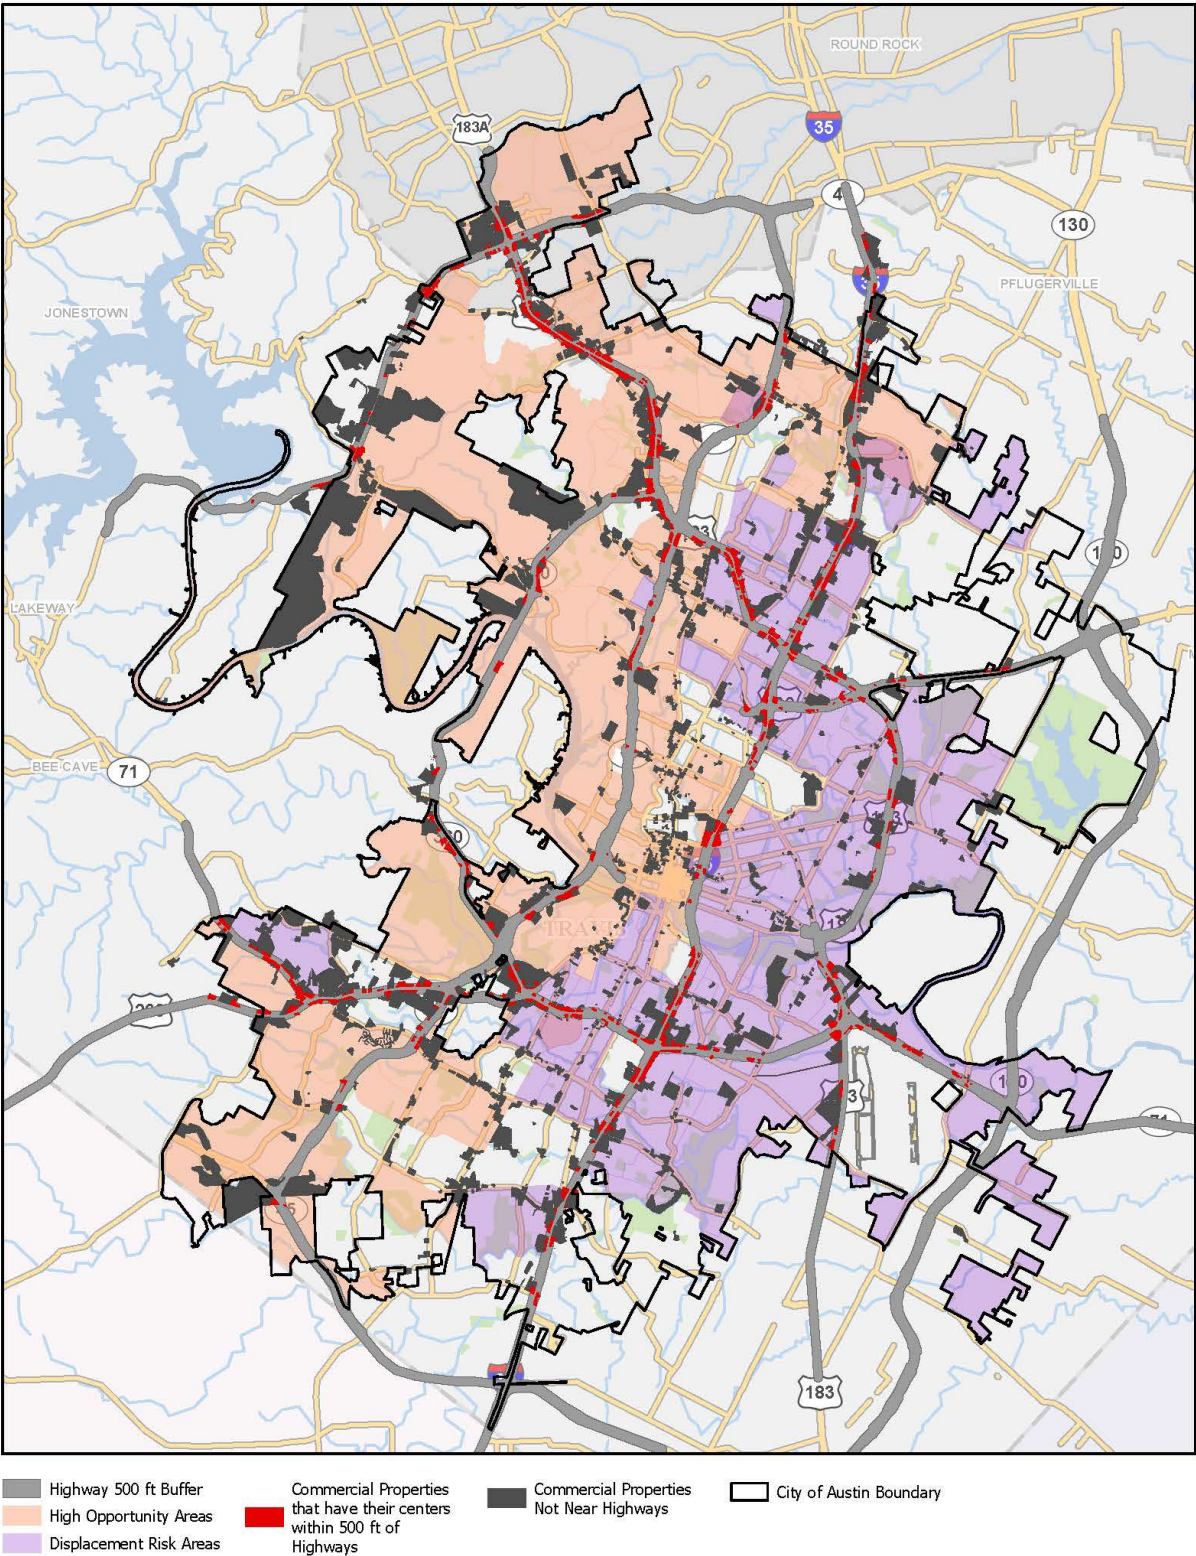 ROUND ROCK
183A
35
4
130
PFLUGERVILLE
JONESTOWN
LAKEWAY
BEE CAVE
71
TRAVIS
183
Highway 500 ft Buffer
High Opportunity Areas
Displacement Risk Areas
Commercial Properties
that have their centers
within 500 ft of
Highways
Commercial Properties
Not Near Highways
City of Austin Boundary